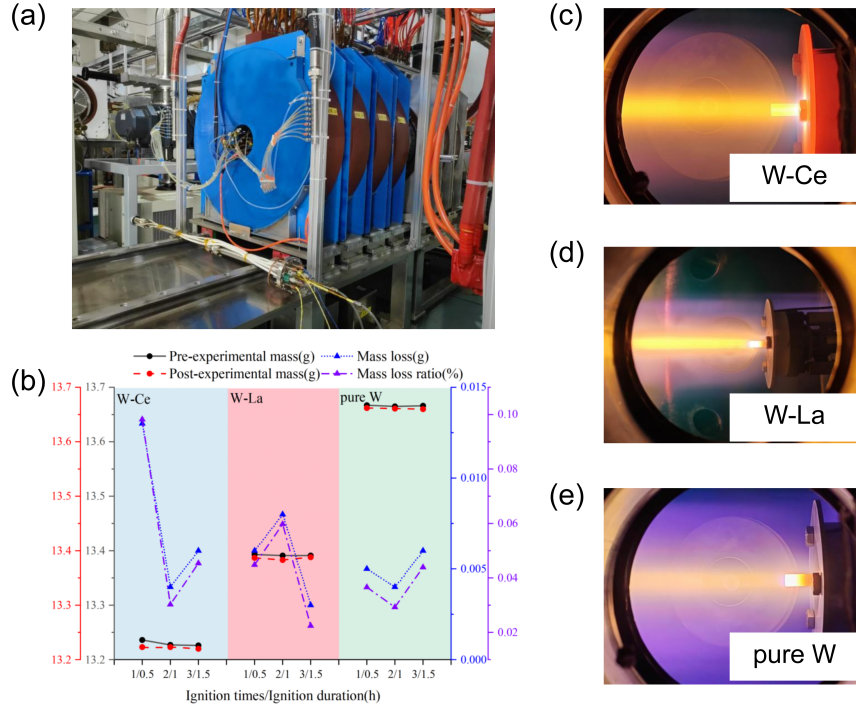 (a)
(b)
Pre-experimental mass(g)
Mass loss(g)
Post-experimental mass(g)
Mass loss ratio(%)
W-Ce
W-La
pure W
13.7
13.6
13.5
13.4
13.3
13.2
13.7
13.6
13.5
13.4
13.3
13.2
0.015
0.010
0.005
0.000
0.10
0.08
0.06
0.04
0.02
1/0.5 2/1 3/1.5
1/0.5 2/1 3/1.5
1/0.5 2/1 3/1.5
Ignition times/Ignition duration(h)
(c)
W-Ce
(d)
W-La
(e)
pure W